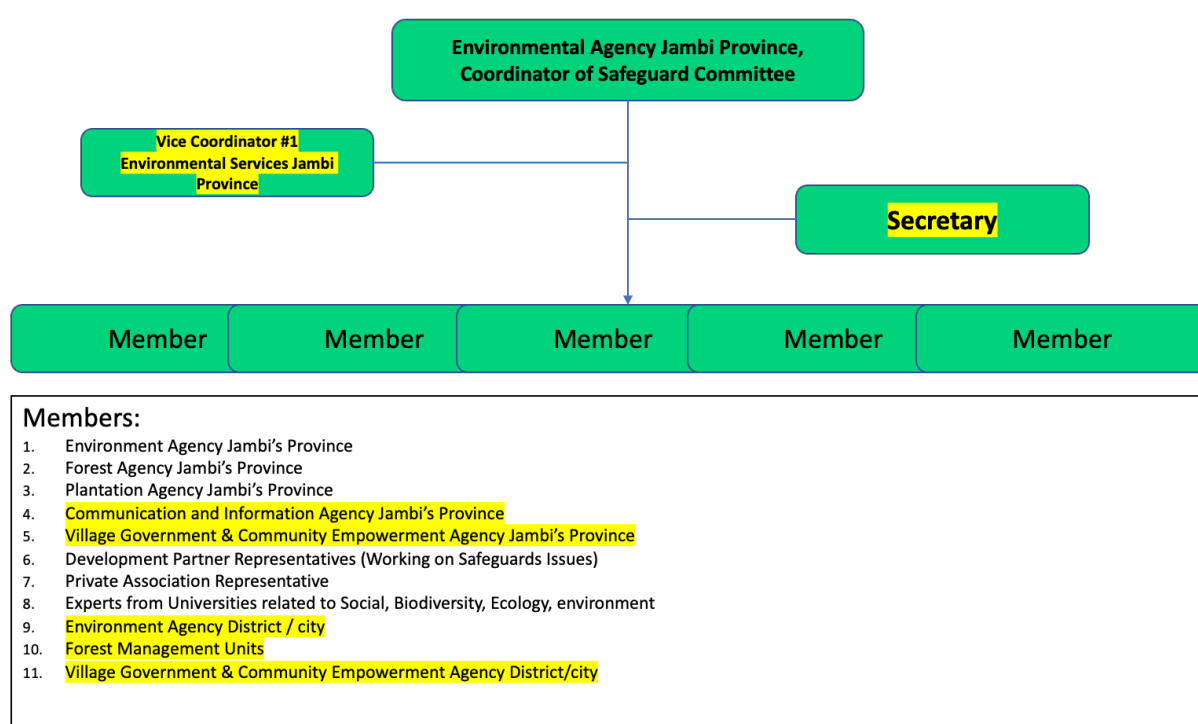 Environmental Agency Jambi Province,
Coordinator of Safeguard Committee
Vice Coordinator #1
Environmental Services Jambi
Province
Secretary
Member Member Member Member Member
Members:
1. Environment Agency Jambi’s Province
2. Forest Agency Jambi’s Province
3. Plantation Agency Jambi’s Province
4. Communication and Information Agency Jambi’s Province
5. Village Government & Community Empowerment Agency Jambi’s Province
6. Development Partner Representatives (Working on Safeguards Issues)
7. Private Association Representative
8. Experts from Universities related to Social, Biodiversity, Ecology, environment
9. Environment Agency District / city
10. Forest Management Units
11. Village Government & Community Empowerment Agency District/city